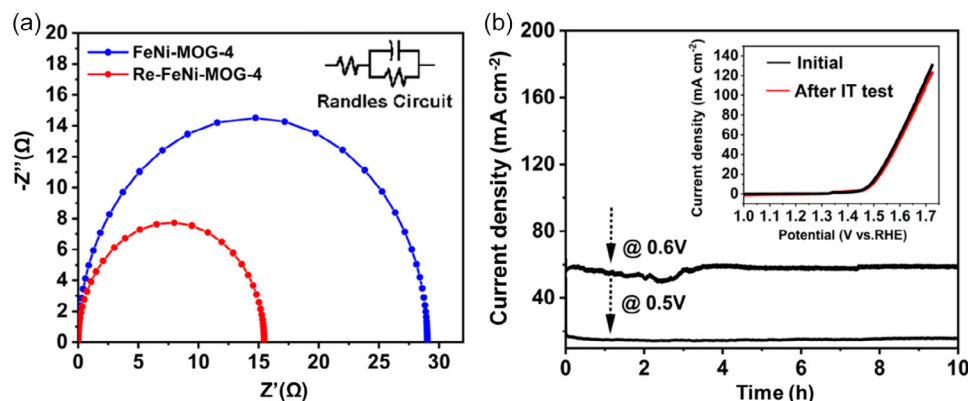 (a)
20
18
16
14
12
10
8
6
4
2
0
-Z''(Ω)
FeNi-MOG-4
Re-FeNi-MOG-4
Randles Circuit
0 5 10 15 20 25 30
Z'(Ω)
(b)
200
160
120
80
40
Current density (mA cm-2)
@ 0.6V
@ 0.5V
0 2 4 6 8 10
Time (h)
140
120
100
80
60
40
20
0
Current density (mA cm-2)
Initial
After IT test
1.0 1.1 1.2 1.3 1.4 1.5 1.6 1.7
Potential (V vs.RHE)